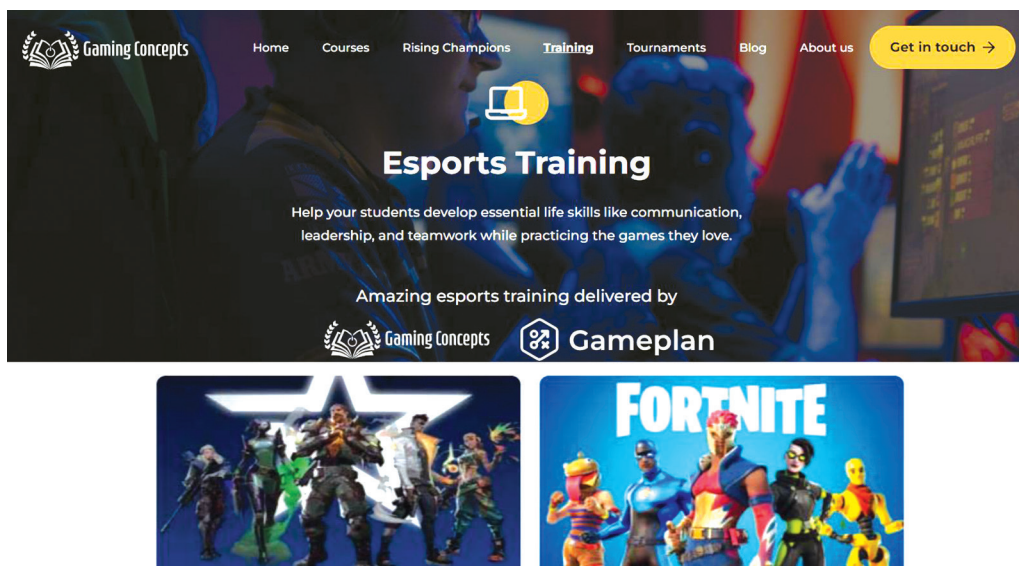 Gaming Concepts
Home Courses Rising Champions Training Tournaments Blog About us Get in touch →
Esports Training
Help your students develop essential life skills like communication,
leadership, and teamwork while practicing the games they love.
Amazing esports training delivered by
Gaming Concepts Gameplan
FORTNITE